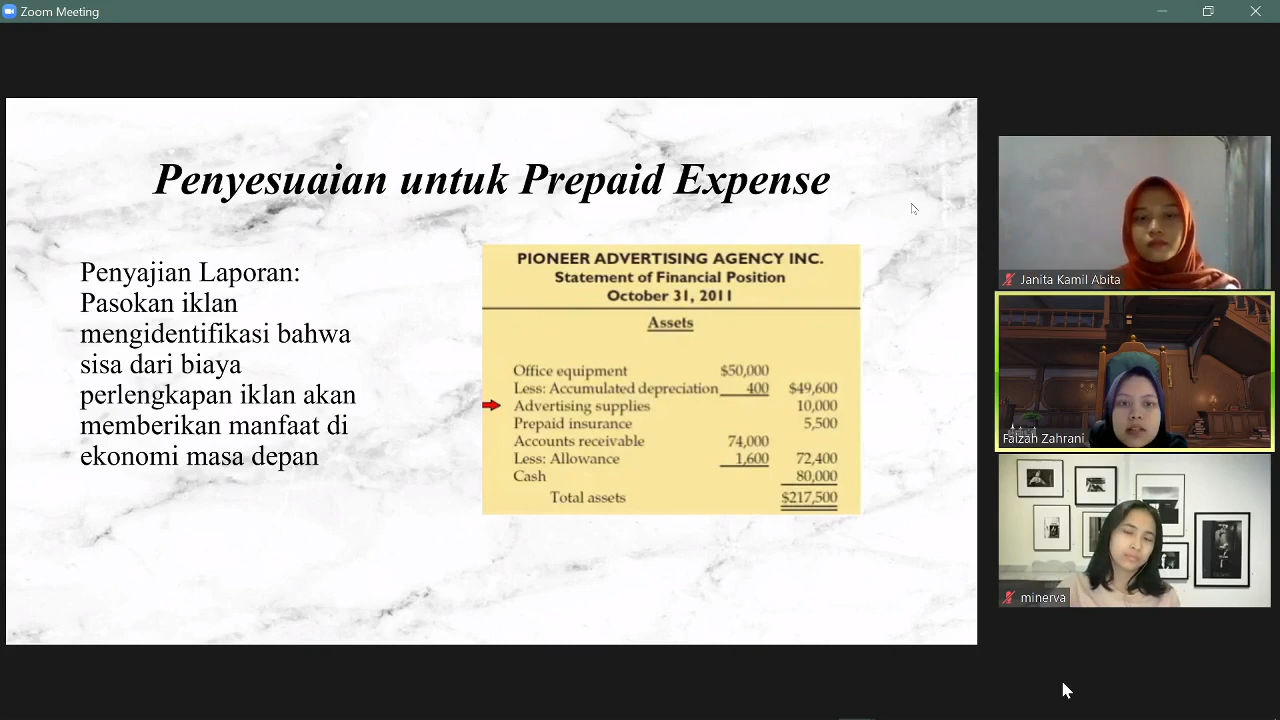 Zoom Meeting
Penyesuaian untuk Prepaid Expense
Penyajian Laporan:
Pasokan iklan
mengidentifikasi bahwa
sisa dari biaya
perlengkapan iklan akan
memberikan manfaat di
ekonomi masa depan
PIONEER ADVERTISING AGENCY INC.
Statement of Financial Position
October 31, 2011
Assets
Office equipment $50,000
Less: Accumulated depreciation 400 $49,600
Advertising supplies 10,000
Prepaid insurance 5,500
Accounts receivable 74,000
Less: Allowance 1,600 72,400
Cash 80,000
Total assets $217,500
Janita Kamil Abita
Faizah Zahrani
minerva